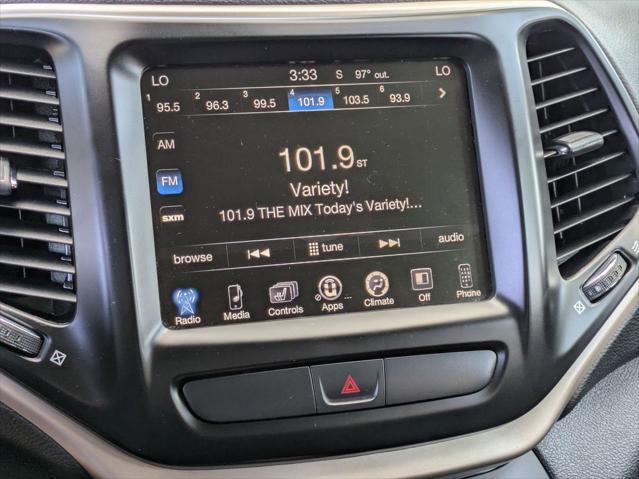 LO 3:33 S 97° out. LO
1 95.5 2 96.3 3 99.5 4 101.9 5 103.5 6 93.9
AM
FM
sxm
101.9 ST
Variety!
101.9 THE MIX Today's Variety!...
browse tune audio
Radio Media Controls Apps Climate Off Phone